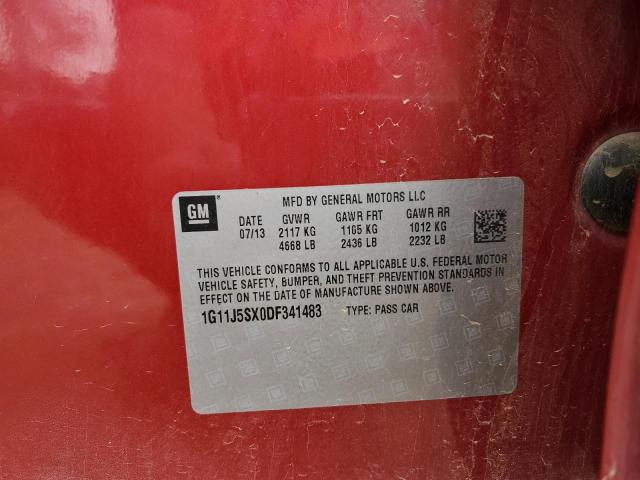 GM
MFD BY GENERAL MOTORS LLC
DATE GVWR GAWR FRT GAWR RR
07/13 2117 KG 1105 KG 1012 KG
4668 LB 2436 LB 2232 LB
THIS VEHICLE CONFORMS TO ALL APPLICABLE U.S. FEDERAL MOTOR
VEHICLE SAFETY, BUMPER, AND THEFT PREVENTION STANDARDS IN
EFFECT ON THE DATE OF MANUFACTURE SHOWN ABOVE.
1G11J5SX0DF341483 TYPE: PASS CAR